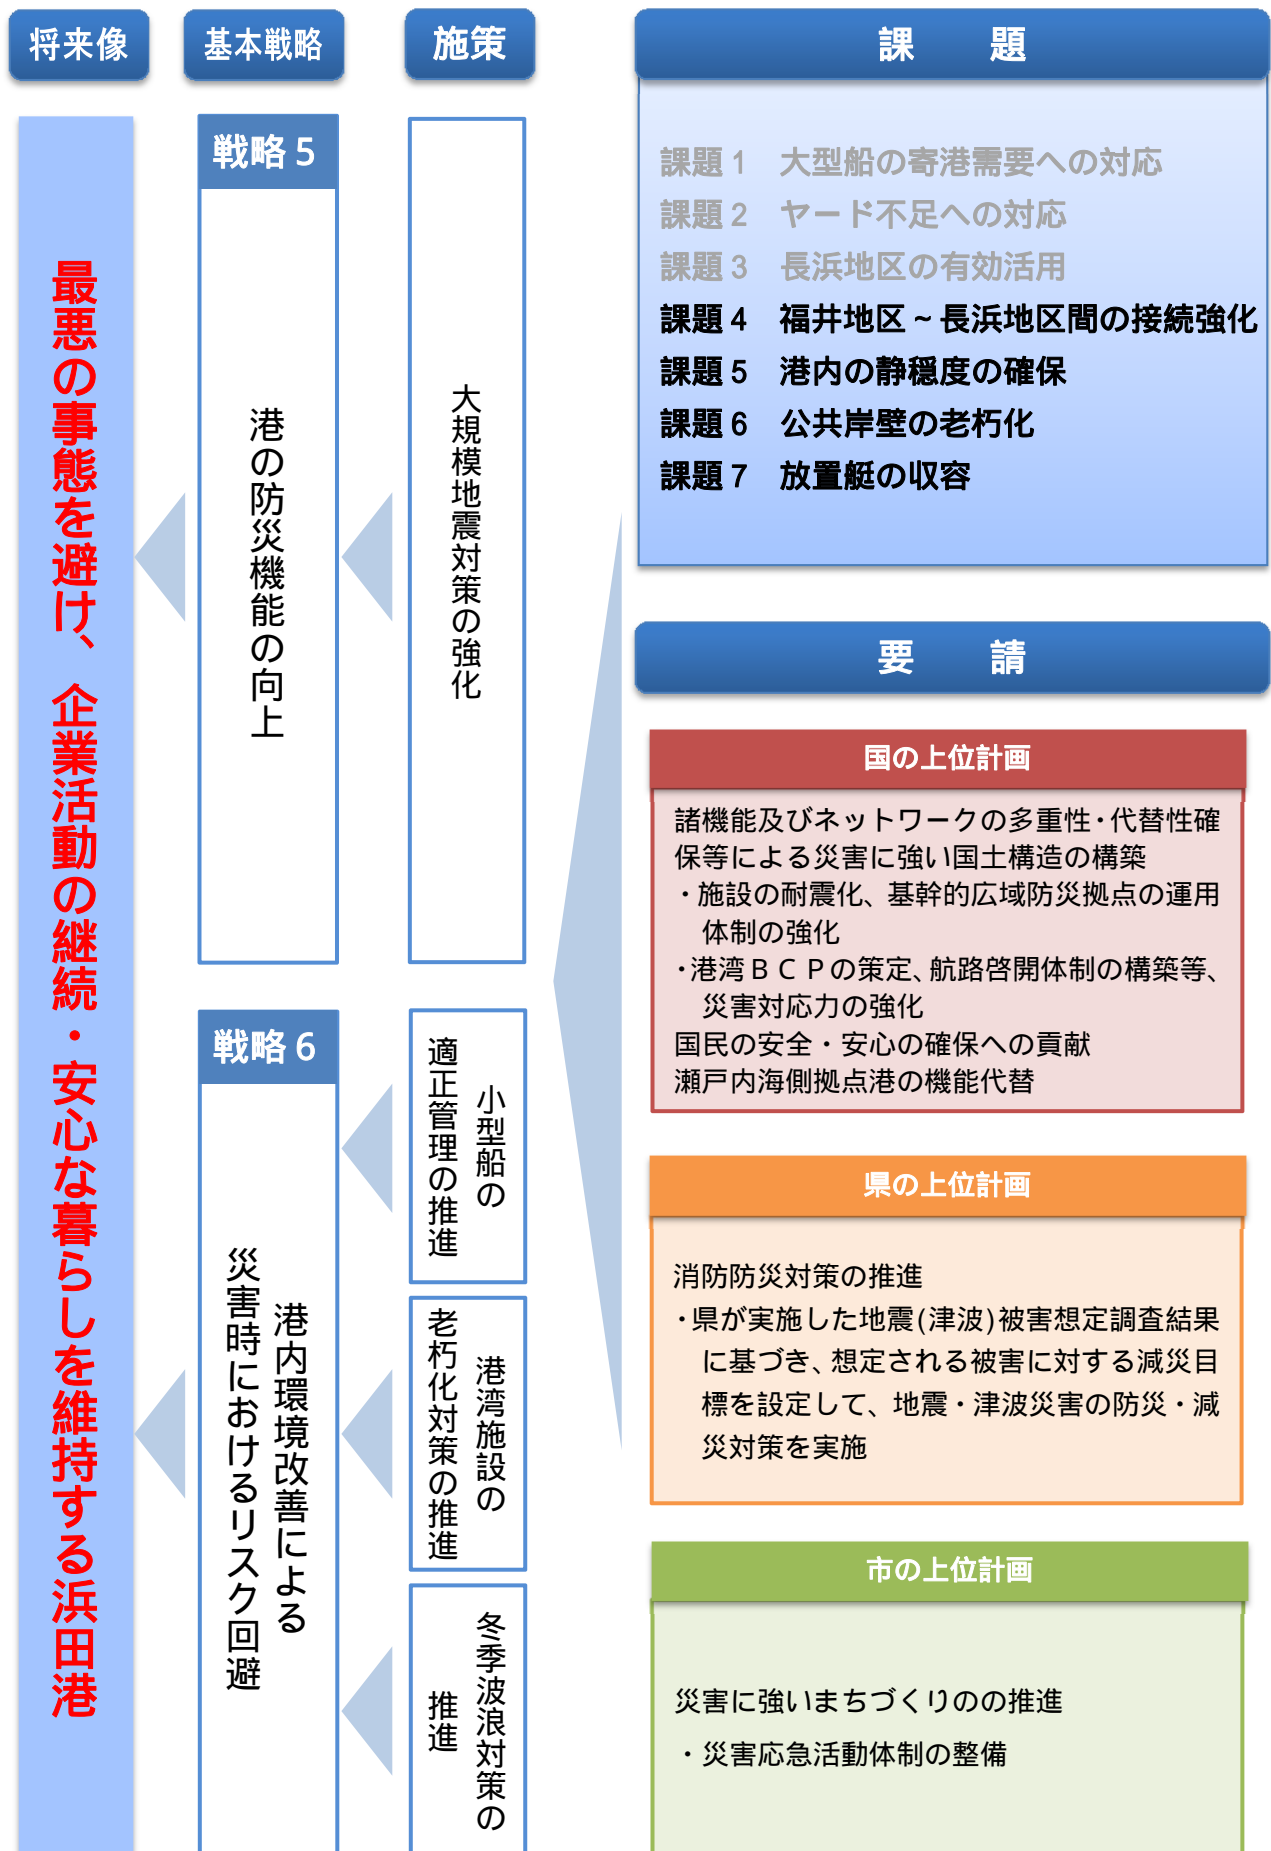 将来像
基本戦略
施策
課　題
最悪の事態を避け、企業活動の継続・安心な暮らしを維持する浜田港
戦略５
港の防災機能の向上
大規模地震対策の強化
戦略６
港内環境改善による
災害時におけるリスク回避
小型船の
適正管理の推進
港湾施設の
老朽化対策の推進
冬季波浪対策の
推進
課題１　大型船の寄港需要への対応
課題２　ヤード不足への対応
課題３　長浜地区の有効活用
課題４　福井地区～長浜地区間の接続強化
課題５　港内の静穏度の確保
課題６　公共岸壁の老朽化
課題７　放置艇の収容
要　請
国の上位計画
諸機能及びネットワークの多重性・代替性確
保等による災害に強い国土構造の構築
・施設の耐震化、基幹的広域防災拠点の運用
体制の強化
・港湾ＢＣＰの策定、航路啓開体制の構築等、
災害対応力の強化
国民の安全・安心の確保への貢献
瀬戸内海側拠点港の機能代替
県の上位計画
消防防災対策の推進
・県が実施した地震(津波)被害想定調査結果
に基づき、想定される被害に対する減災目
標を設定して、地震・津波災害の防災・減
災対策を実施
市の上位計画
災害に強いまちづくりのの推進
・災害応急活動体制の整備